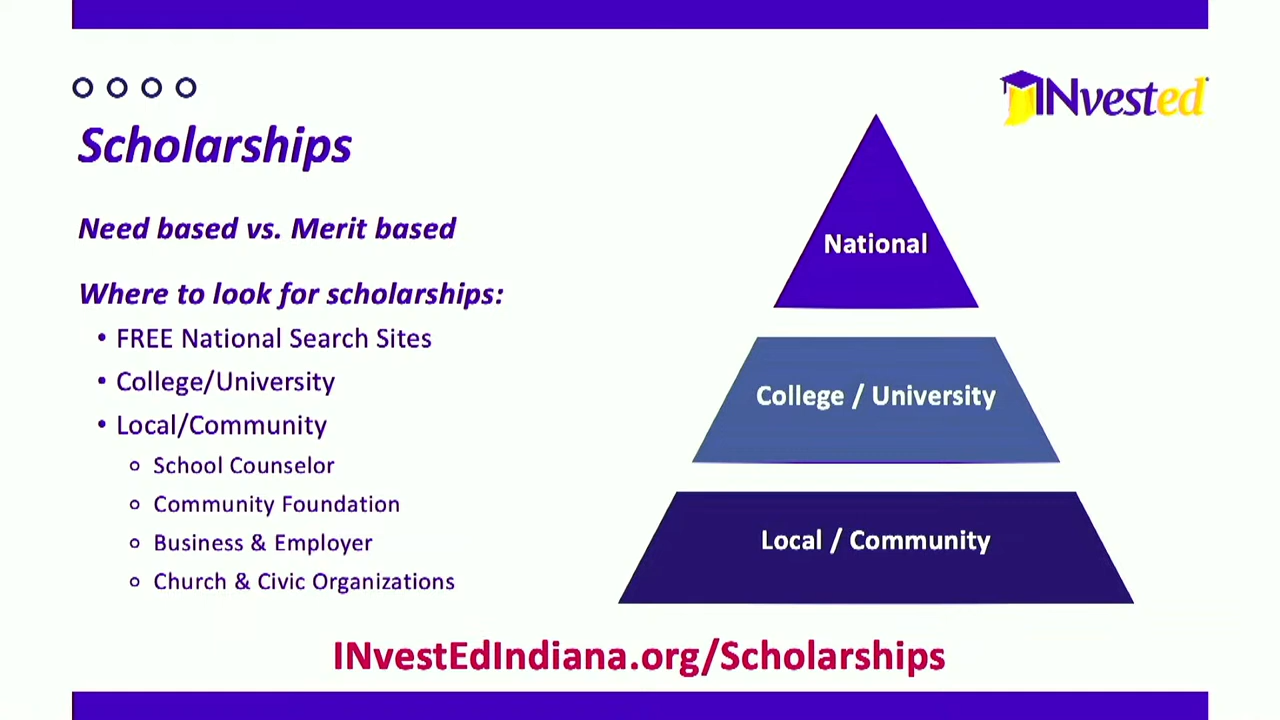 INvested
Scholarships
Need based vs. Merit based
Where to look for scholarships:
• FREE National Search Sites
• College/University
• Local/Community
o School Counselor
o Community Foundation
o Business & Employer
o Church & Civic Organizations
National
College / University
Local / Community
INvestEdIndiana.org/Scholarships